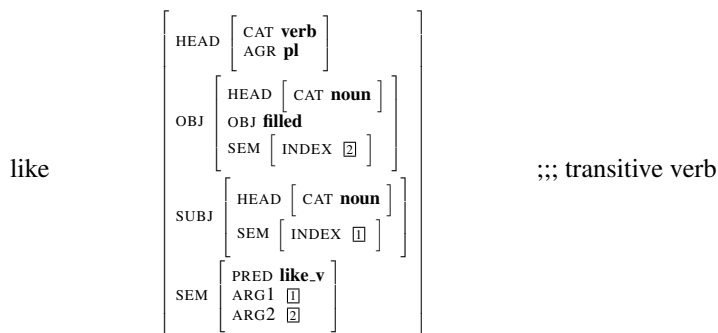 HEAD [ CAT verb
AGR pl ]
OBJ [ HEAD [ CAT noun ]
OBJ filled
SEM [ INDEX 2 ] ]
like ;;; transitive verb
SUBJ [ HEAD [ CAT noun ]
SEM [ INDEX 1 ] ]
SEM [ PRED like_v
ARG1 1
ARG2 2 ]